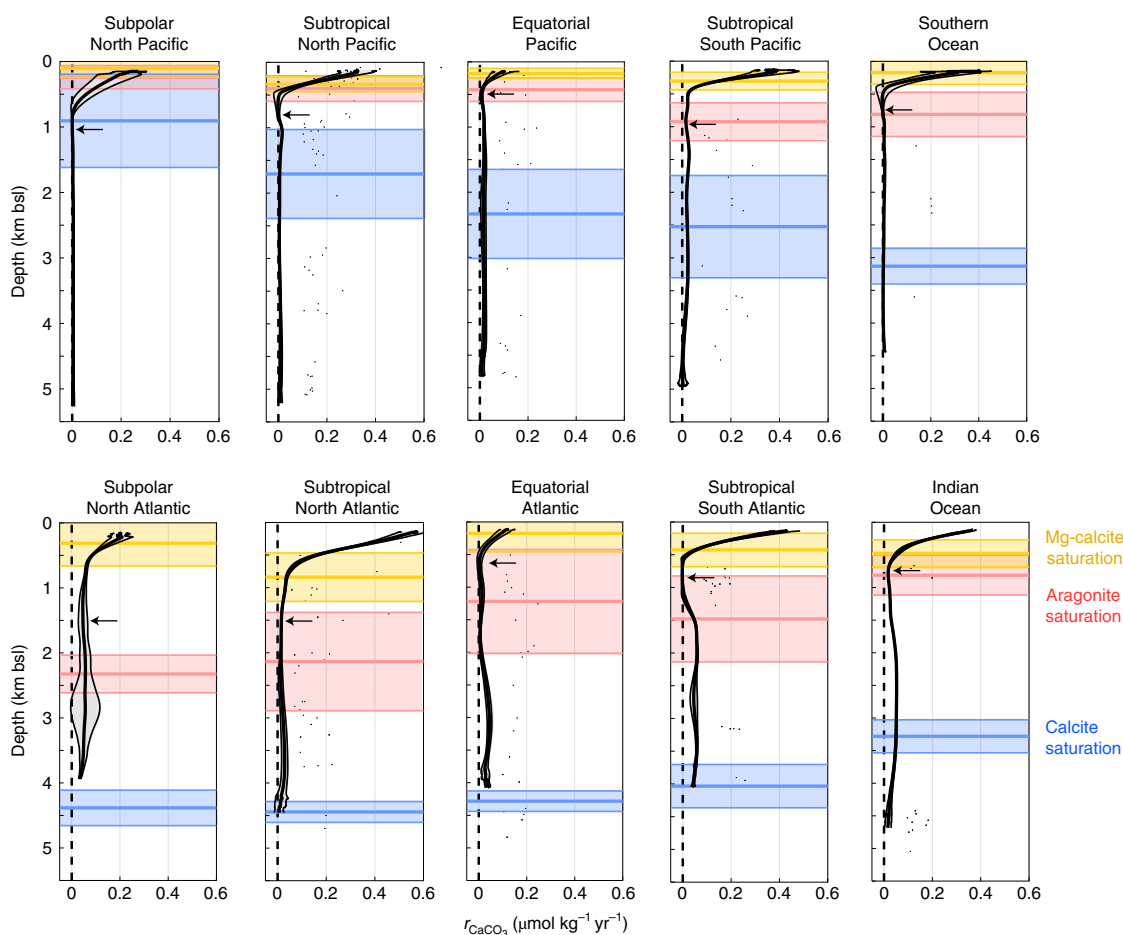 Subpolar
North Pacific
Subtropical
North Pacific
Equatorial
Pacific
Subtropical
South Pacific
Southern
Ocean
0
1
2
3
4
5
Depth (km bsl)
0 0.2 0.4 0.6
0 0.2 0.4 0.6
0 0.2 0.4 0.6
0 0.2 0.4 0.6
0 0.2 0.4 0.6
Subpolar
North Atlantic
Subtropical
North Atlantic
Equatorial
Atlantic
Subtropical
South Atlantic
Indian
Ocean
0
1
2
3
4
5
Depth (km bsl)
Mg-calcite
saturation
Aragonite
saturation
Calcite
saturation
0 0.2 0.4 0.6
0 0.2 0.4 0.6
0 0.2 0.4 0.6
0 0.2 0.4 0.6
0 0.2 0.4 0.6
r_CaCO₃ (μmol kg⁻¹ yr⁻¹)